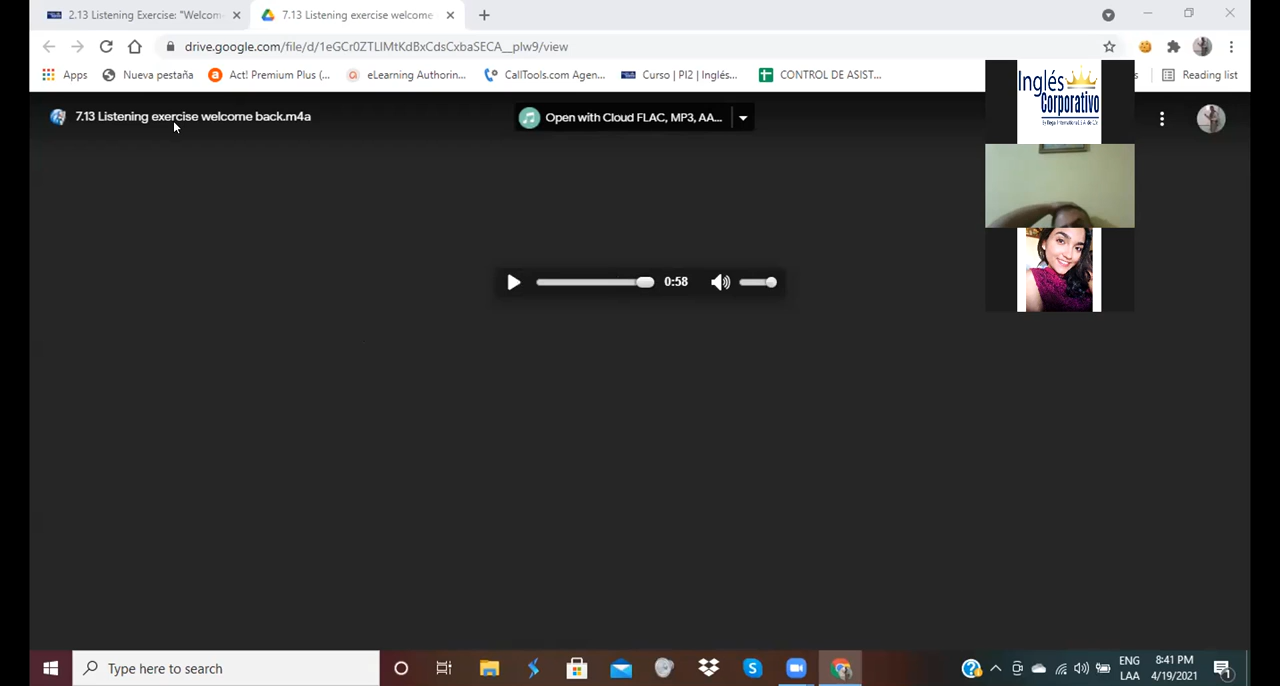 2.13 Listening Exercise: "Welcom
7.13 Listening exercise welcome
drive.google.com/file/d/1eGCr0ZTLlMtKdBxCdsCxbaSECA__plw9/view
Apps
Nueva pestaña
Act! Premium Plus (...
eLearning Authorin...
CallTools.com Agen...
Curso | PI2 | Inglés...
CONTROL DE ASIST...
s
Reading list
7.13 Listening exercise welcome back.m4a
Open with Cloud FLAC, MP3, AA...
Inglés
Corporativo
0:58
Type here to search
ENG
LAA
8:41 PM
4/19/2021